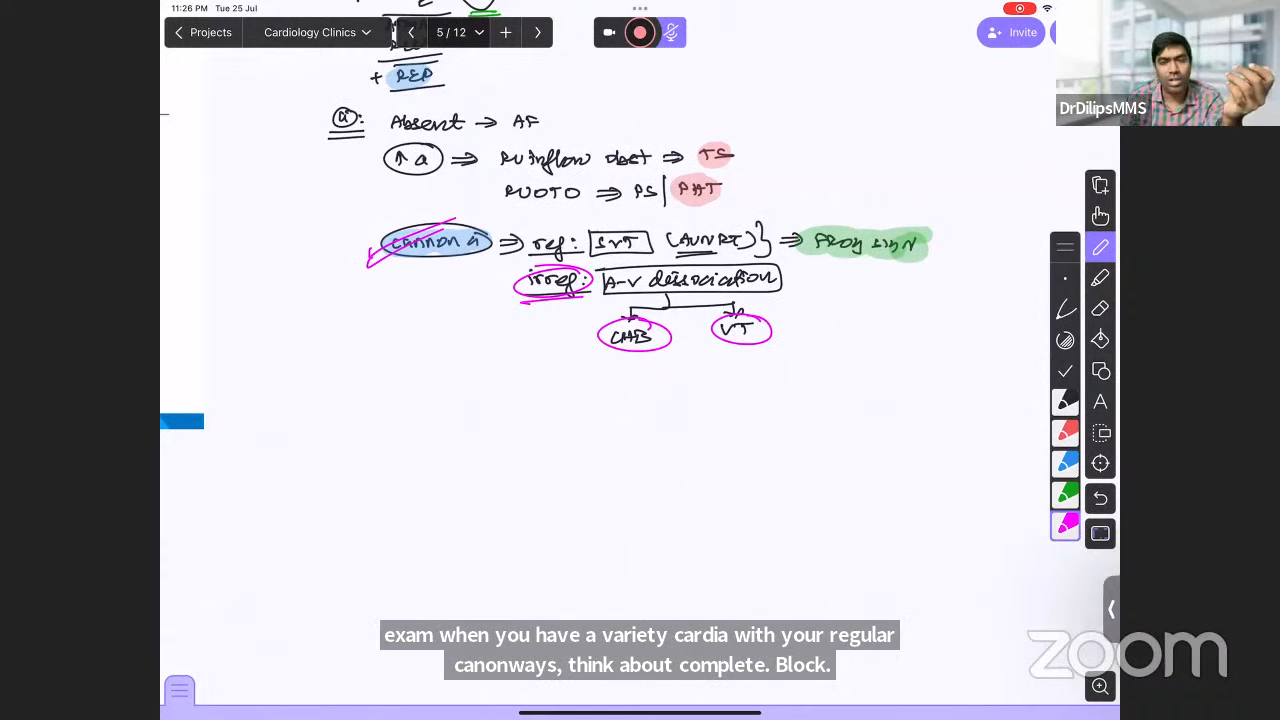 11:26 PM Tue 25 Jul
Projects Cardiology Clinics 5 / 12 Invite
+ REP
DrDilipsMMS
(a): Absent → AF
↑ a ⇒ RV inflow obst ⇒ TS
RVOTO ⇒ PS | PHT
cannon a ⇒ reg: SVT (AVNRT) } ⇒ FROG SIGN
irreg: A-V dissociation
CHB VT
exam when you have a variety cardia with your regular
canonways, think about complete. Block.
zoom